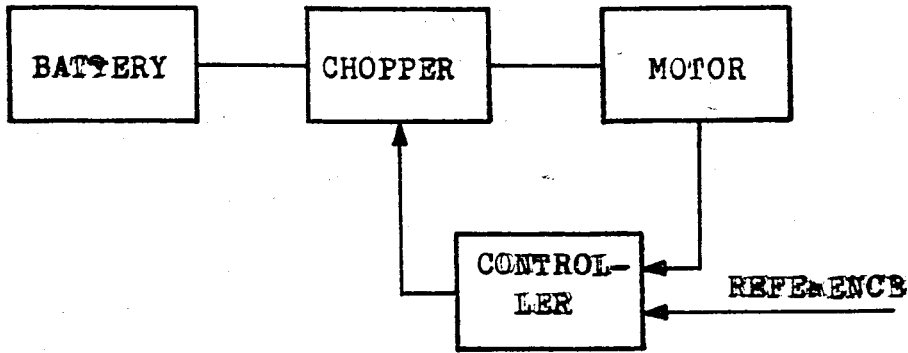 BATTERY
CHOPPER
MOTOR
CONTROL-
LER
REFERENCE